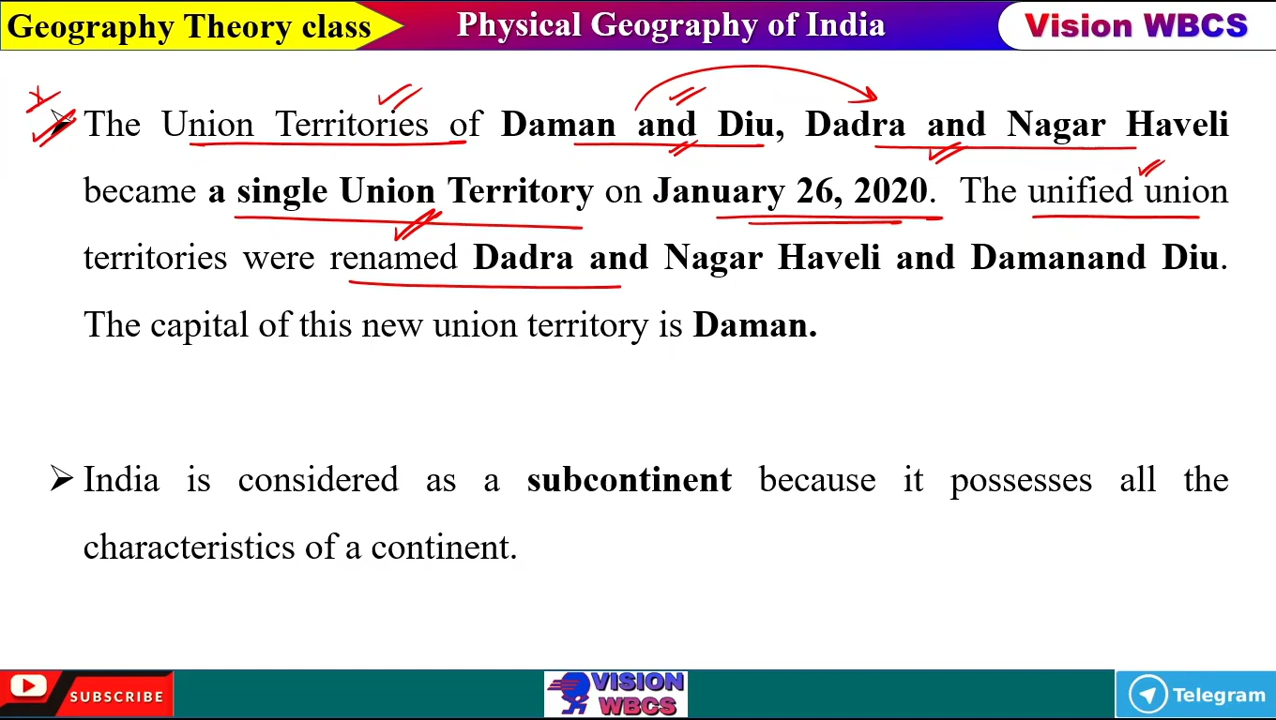 Geography Theory class
Physical Geography of India
Vision WBCS
The Union Territories of Daman and Diu, Dadra and Nagar Haveli
became a single Union Territory on January 26, 2020. The unified union
territories were renamed Dadra and Nagar Haveli and Damanand Diu.
The capital of this new union territory is Daman.
India is considered as a subcontinent because it possesses all the
characteristics of a continent.
SUBSCRIBE
VISION
WBCS
Telegram